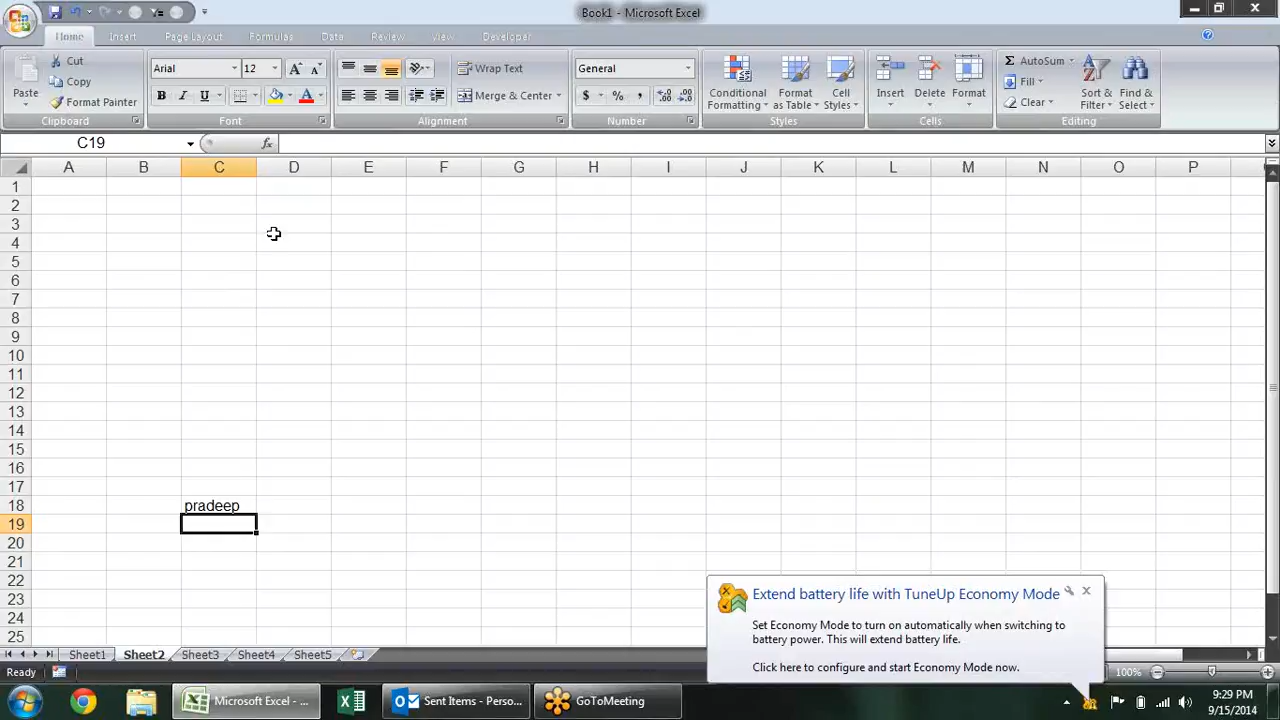 Book1 - Microsoft Excel
Home Insert Page Layout Formulas Data Review View Developer
Paste
Cut
Copy
Format Painter
Clipboard
Arial 12
B I U
Font
Wrap Text
Merge & Center
Alignment
General
$ % ,
Number
Conditional Formatting
Format as Table
Cell Styles
Styles
Insert Delete Format
Cells
AutoSum
Fill
Clear
Sort & Filter
Find & Select
Editing
C19 fx
A B C D E F G H I J K L M N O P
1
2
3
4
5
6
7
8
9
10
11
12
13
14
15
16
17
18 pradeep
19
20
21
22
23
24
25
Extend battery life with TuneUp Economy Mode
Set Economy Mode to turn on automatically when switching to
battery power. This will extend battery life.
Click here to configure and start Economy Mode now.
Sheet1 Sheet2 Sheet3 Sheet4 Sheet5
Ready 100%
Microsoft Excel - ... Sent Items - Perso... GoToMeeting
9:29 PM
9/15/2014